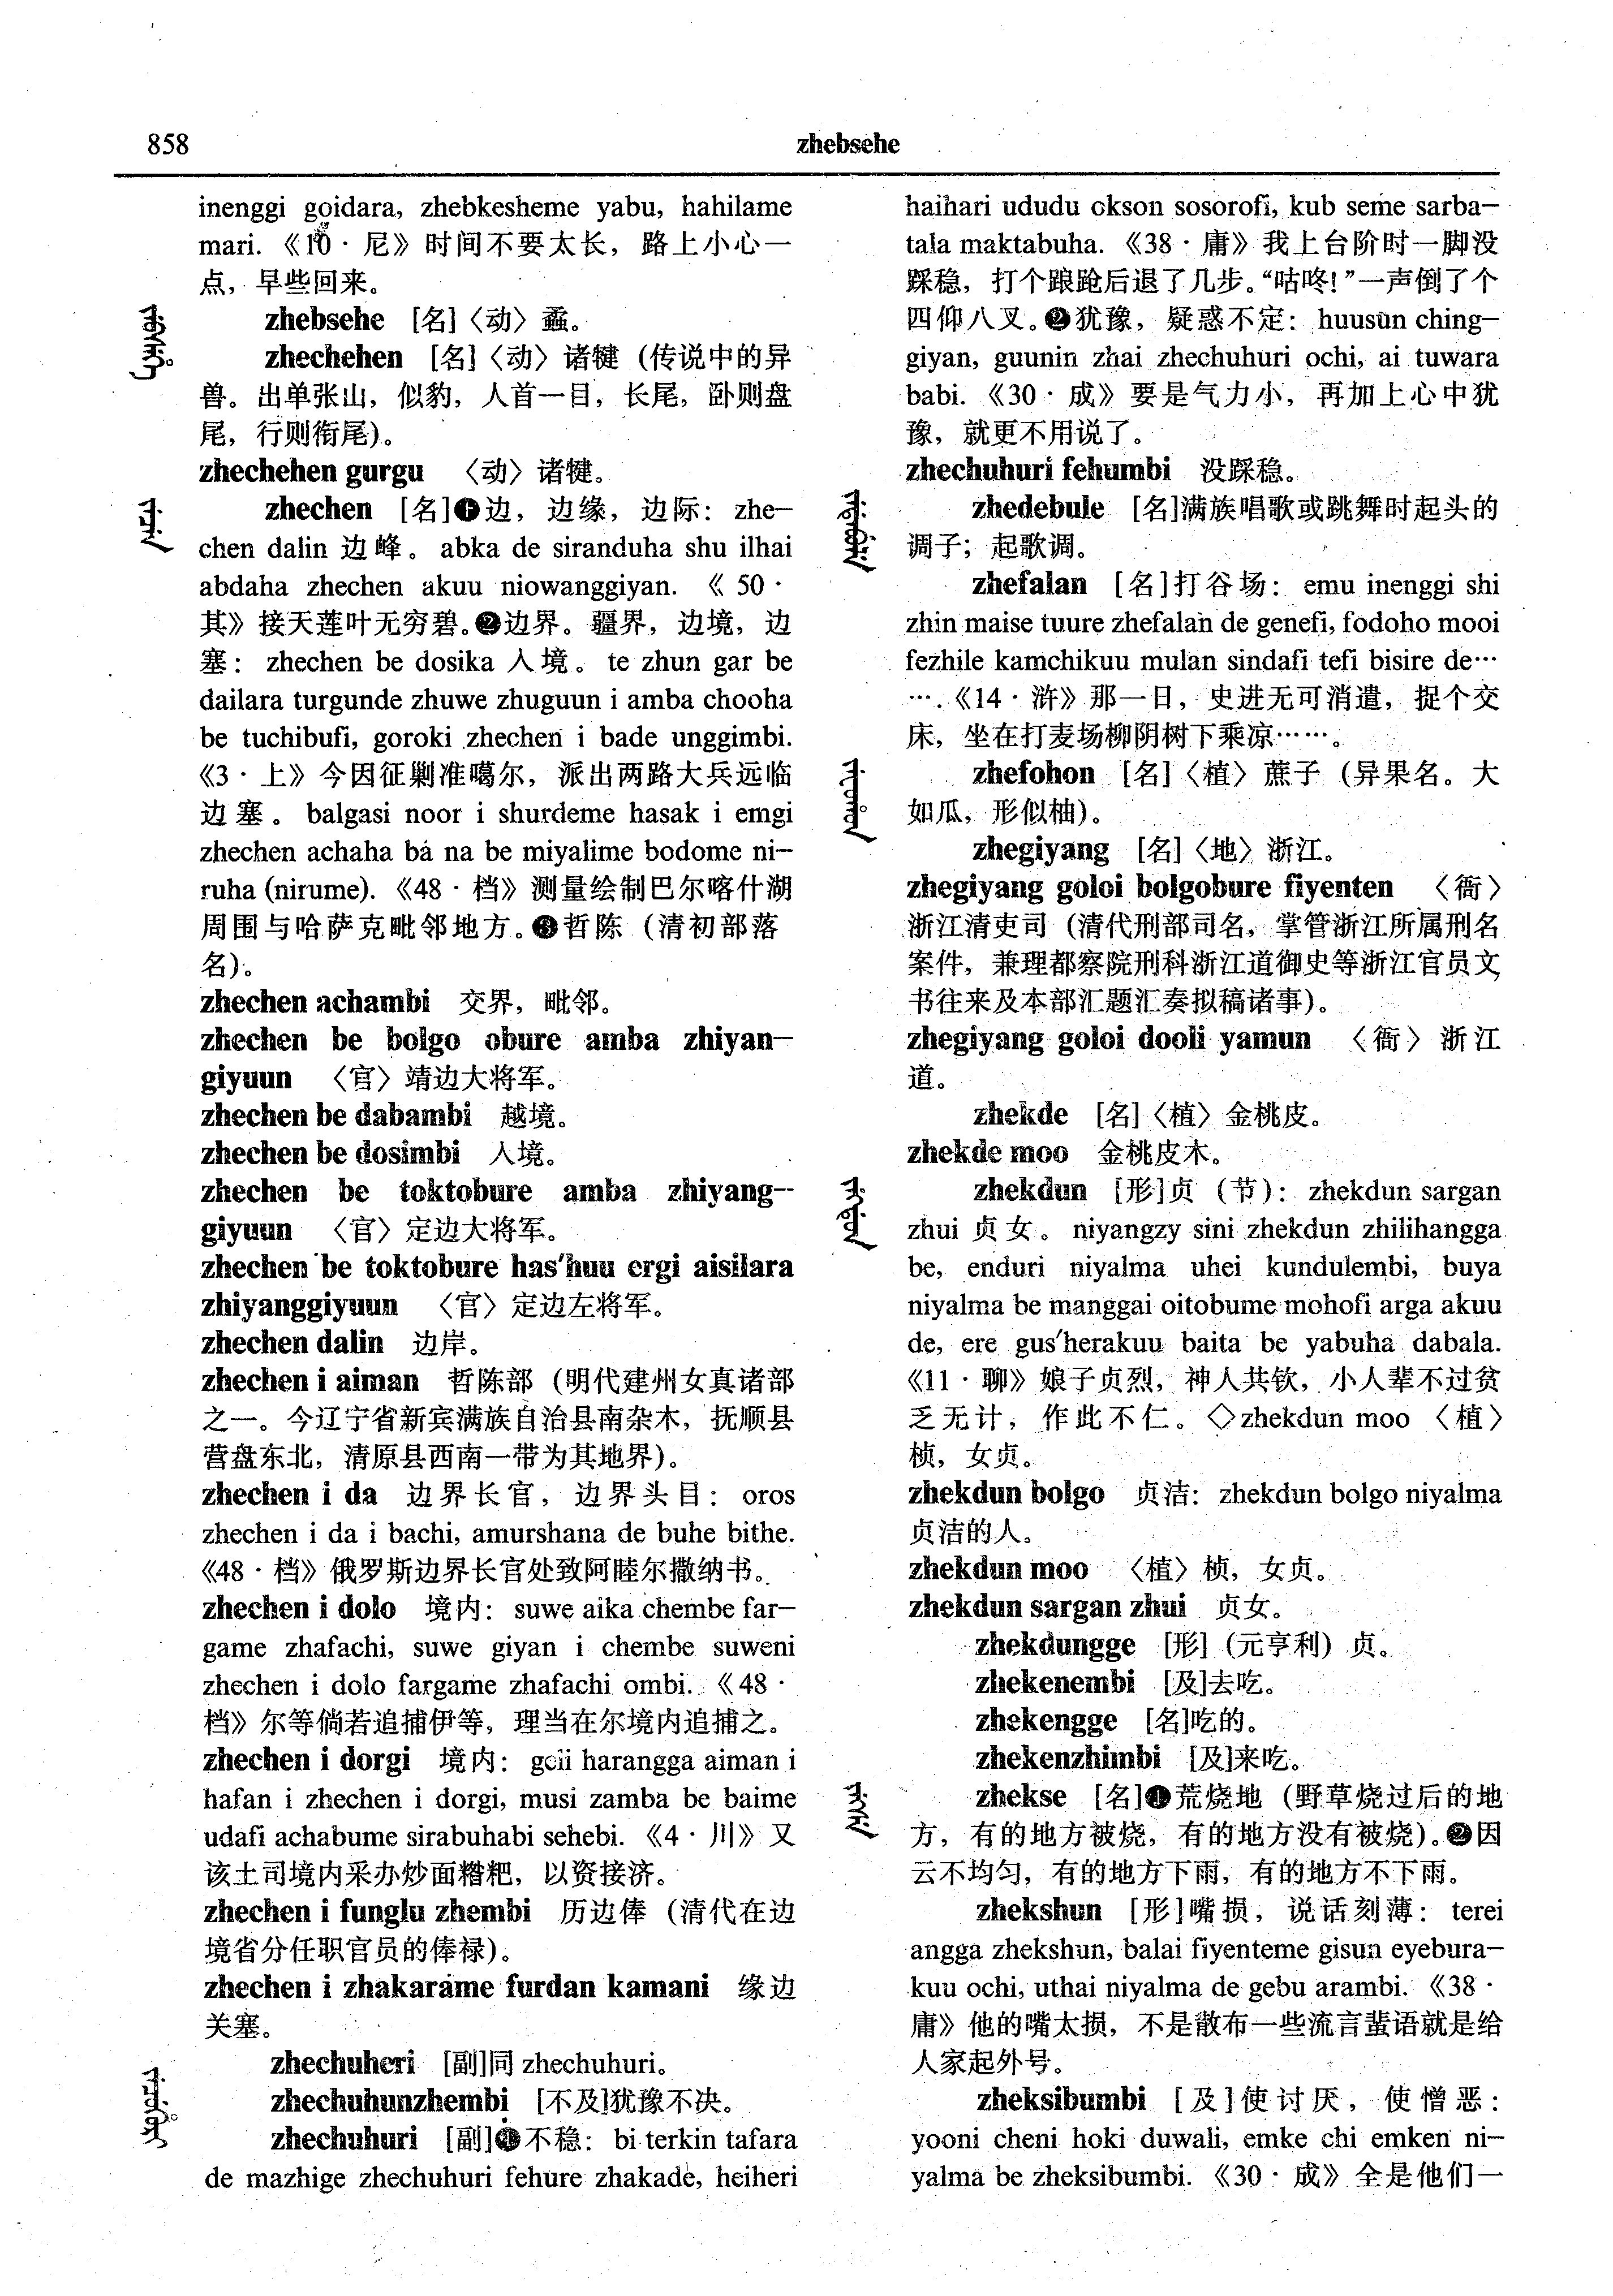 858
zhebsehe
inenggi goidara, zhebkesheme yabu, hahilame
mari. 《10·尼》时间不要太长，路上小心一
点，早些回来。
zhebsehe [名]〈动〉蟊。
zhechehen [名]〈动〉诸犍（传说中的异
兽。出单张山，似豹，人首一目，长尾，卧则盘
尾，行则衔尾）。
zhechehen gurgu 〈动〉诸犍。
zhechen [名]❶边，边缘，边际：zhe-
chen dalin 边峰。abka de siranduha shu ilhai
abdaha zhechen akuu niowanggiyan. 《50·
其》接天莲叶无穷碧。❷边界。疆界，边境，边
塞：zhechen be dosika 人境。te zhun gar be
dailara turgunde zhuwe zhuguun i amba chooha
be tuchibufi, goroki zhechen i bade unggimbi.
《3·上》今因征剿准噶尔，派出两路大兵远临
边塞。balgasi noor i shurdeme hasak i emgi
zhechen achaha ba na be miyalime bodome ni-
ruha (nirume). 《48·档》测量绘制巴尔喀什湖
周围与哈萨克毗邻地方。❸哲陈（清初部落
名）。
zhechen achambi 交界，毗邻。
zhechen be bolgo obure amba zhiyan-
giyuun 〈官〉靖边大将军。
zhechen be dabambi 越境。
zhechen be dosimbi 人境。
zhechen be toktobure amba zhiyang-
giyuun 〈官〉定边大将军。
zhechen be toktobure has'huu ergi aisilara
zhiyanggiyuun 〈官〉定边左将军。
zhechen dalin 边岸。
zhechen i aiman 哲陈部（明代建州女真诸部
之一。今辽宁省新宾满族自治县南杂木，抚顺县
营盘东北，清原县西南一带为其地界）。
zhechen i da 边界长官，边界头目：oros
zhechen i da i bachi, amurshana de buhe bithe.
《48·档》俄罗斯边界长官处致阿睦尔撒纳书。
zhechen i dolo 境内：suwe aika chembe far-
game zhafachi, suwe giyan i chembe suweni
zhechen i dolo fargame zhafachi ombi. 《48·
档》尔等倘若追捕伊等，理当在尔境内追捕之。
zhechen i dorgi 境内：geli harangga aiman i
hafan i zhechen i dorgi, musi zamba be baime
udafi achabume sirabuhabi sehebi. 《4·川》又
该土司境内采办炒面糌粑，以资接济。
zhechen i funglu zhembi 历边俸（清代在边
境省分任职官员的俸禄）。
zhechen i zhakarame furdan kamani 缘边
关塞。
zhechuheri [副]同 zhechuhuri。
zhechuhunzhembi [不及]犹豫不决。
zhechuhuri [副]❶不稳：bi terkin tafara
de mazhige zhechuhuri fehure zhakade, heiheri
haihari ududu okson sosorofi, kub seme sarba-
tala maktabuha. 《38·庸》我上台阶时一脚没
踩稳，打个踉跄后退了几步。“咕咚！”一声倒了个
四仰八叉。❷犹豫，疑惑不定：huusun ching-
giyan, guunin zhai zhechuhuri ochi, ai tuwara
babi. 《30·成》要是气力小，再加上心中犹
豫，就更不用说了。
zhechuhuri fehumbi 没踩稳。
zhedebule [名]满族唱歌或跳舞时起头的
调子；起歌调。
zhefalan [名]打谷场：emu inenggi shi
zhin maise tuure zhefalan de genefi, fodoho mooi
fezhile kamchikuu mulan sindafi tefi bisire de…
…. 《14·浒》那一日，史进无可消遣，捉个交
床，坐在打麦场柳阴树下乘凉……。
zhefohon [名]〈植〉蔗子（异果名。大
如瓜，形似柚）。
zhegiyang [名]〈地〉浙江。
zhegiyang goloi bolgobure fiyenten 〈衙〉
浙江清吏司（清代刑部司名，掌管浙江所属刑名
案件，兼理都察院刑科浙江道御史等浙江官员文
书往来及本部汇题汇奏拟稿诸事）。
zhegiyang goloi dooli yamun 〈衙〉浙江
道。
zhekde [名]〈植〉金桃皮。
zhekde moo 金桃皮木。
zhekdun [形]贞（节）：zhekdun sargan
zhui 贞女。niyangzy sini zhekdun zhilihangga
be, enduri niyalma uhei kundulembi, buya
niyalma be manggai oitobume mohofi arga akuu
de, ere gus'herakuu baita be yabuha dabala.
《11·聊》娘子贞烈，神人共钦，小人辈不过贫
乏无计，作此不仁。◇zhekdun moo 〈植〉
桢，女贞。
zhekdun bolgo 贞洁：zhekdun bolgo niyalma
贞洁的人。
zhekdun moo 〈植〉桢，女贞。
zhekdun sargan zhui 贞女。
zhekdungge [形]（元亨利）贞。
zhekenembi [及]去吃。
zhekengge [名]吃的。
zhekenzhimbi [及]来吃。
zhekse [名]❶荒烧地（野草烧过后的地
方，有的地方被烧，有的地方没有被烧）。❷因
云不均匀，有的地方下雨，有的地方不下雨。
zhekshun [形]嘴损，说话刻薄：terei
angga zhekshun, balai fiyenteme gisun eyebura-
kuu ochi, uthai niyalma de gebu arambi. 《38·
庸》他的嘴太损，不是散布一些流言蜚语就是给
人家起外号。
zheksibumbi [及]使讨厌，使憎恶：
yooni cheni hoki duwali, emke chi emken ni-
yalma be zheksibumbi. 《30·成》全是他们一